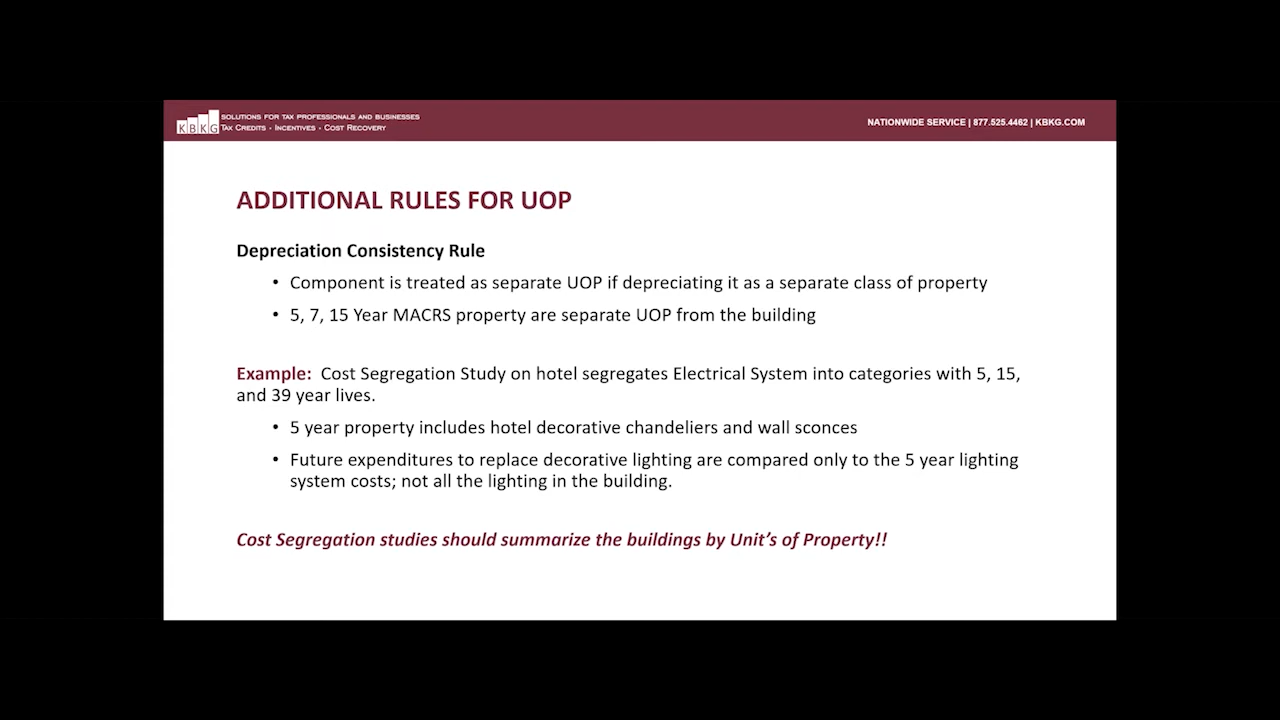 KBKG
SOLUTIONS FOR TAX PROFESSIONALS AND BUSINESSES
TAX CREDITS · INCENTIVES · COST RECOVERY
NATIONWIDE SERVICE | 877.525.4462 | KBKG.COM
ADDITIONAL RULES FOR UOP
Depreciation Consistency Rule
• Component is treated as separate UOP if depreciating it as a separate class of property
• 5, 7, 15 Year MACRS property are separate UOP from the building
Example: Cost Segregation Study on hotel segregates Electrical System into categories with 5, 15,
and 39 year lives.
• 5 year property includes hotel decorative chandeliers and wall sconces
• Future expenditures to replace decorative lighting are compared only to the 5 year lighting
system costs; not all the lighting in the building.
Cost Segregation studies should summarize the buildings by Unit's of Property!!